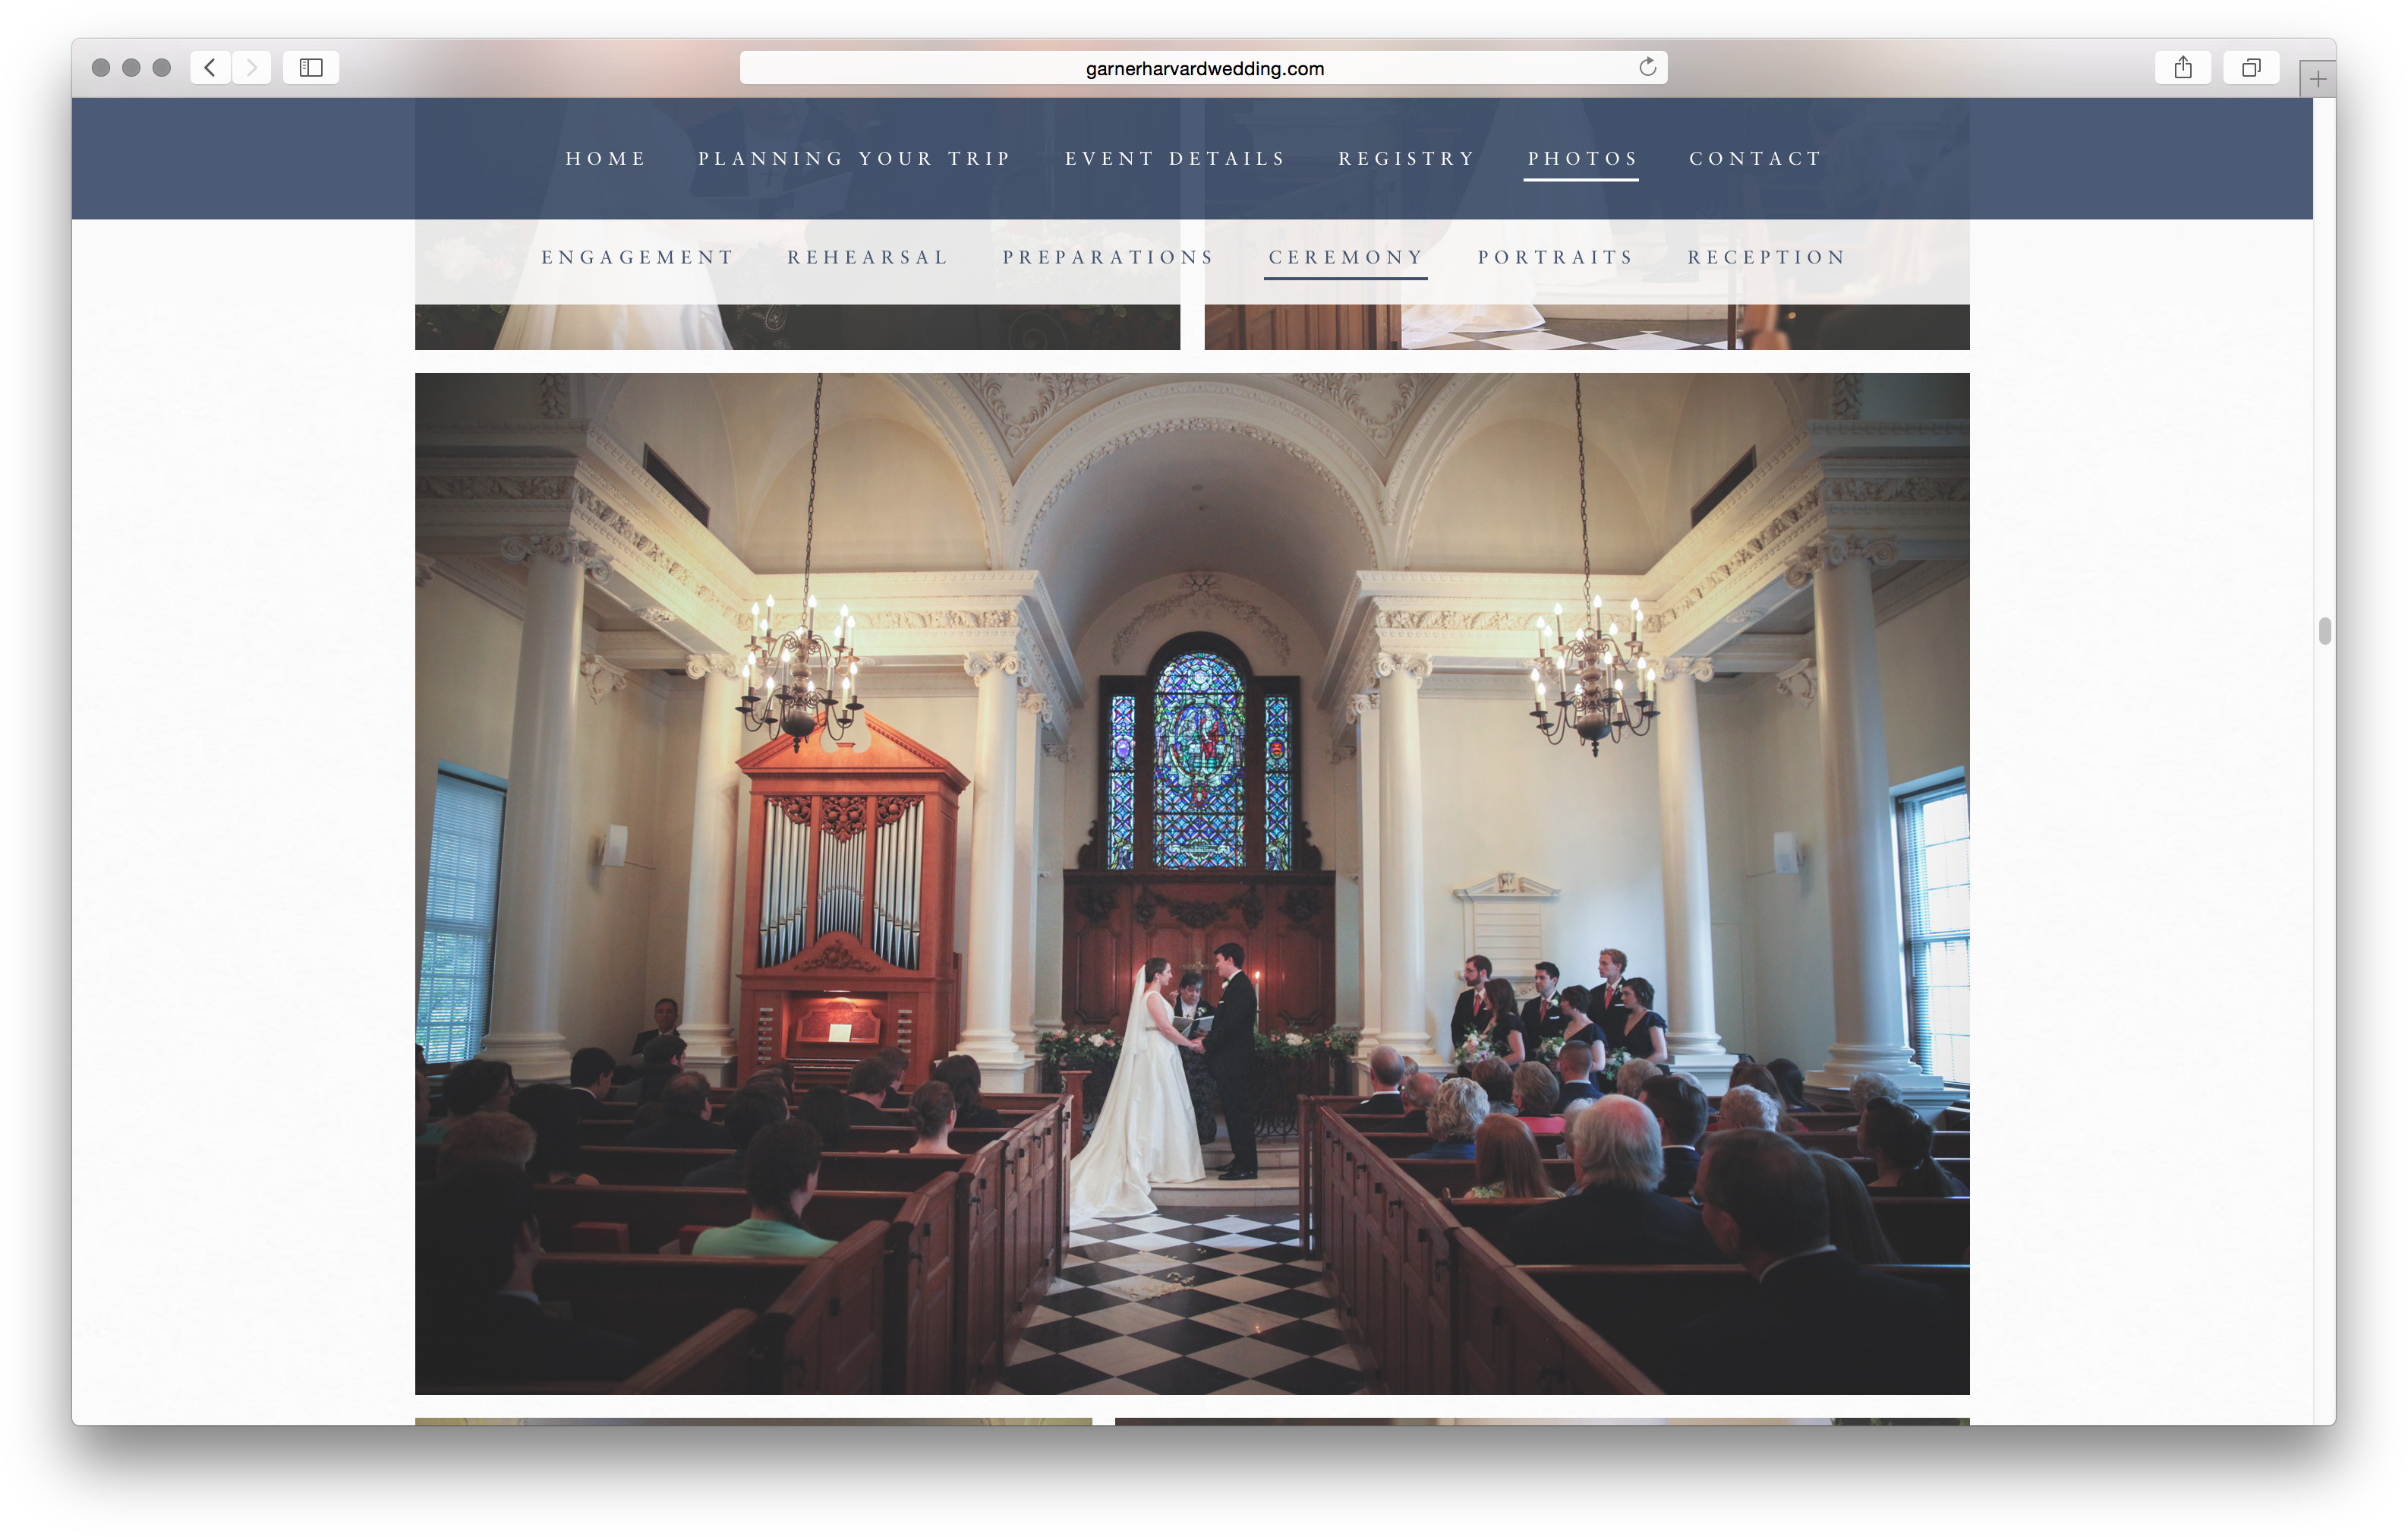 garnerharvardwedding.com
HOME PLANNING YOUR TRIP EVENT DETAILS REGISTRY PHOTOS CONTACT
ENGAGEMENT REHEARSAL PREPARATIONS CEREMONY PORTRAITS RECEPTION